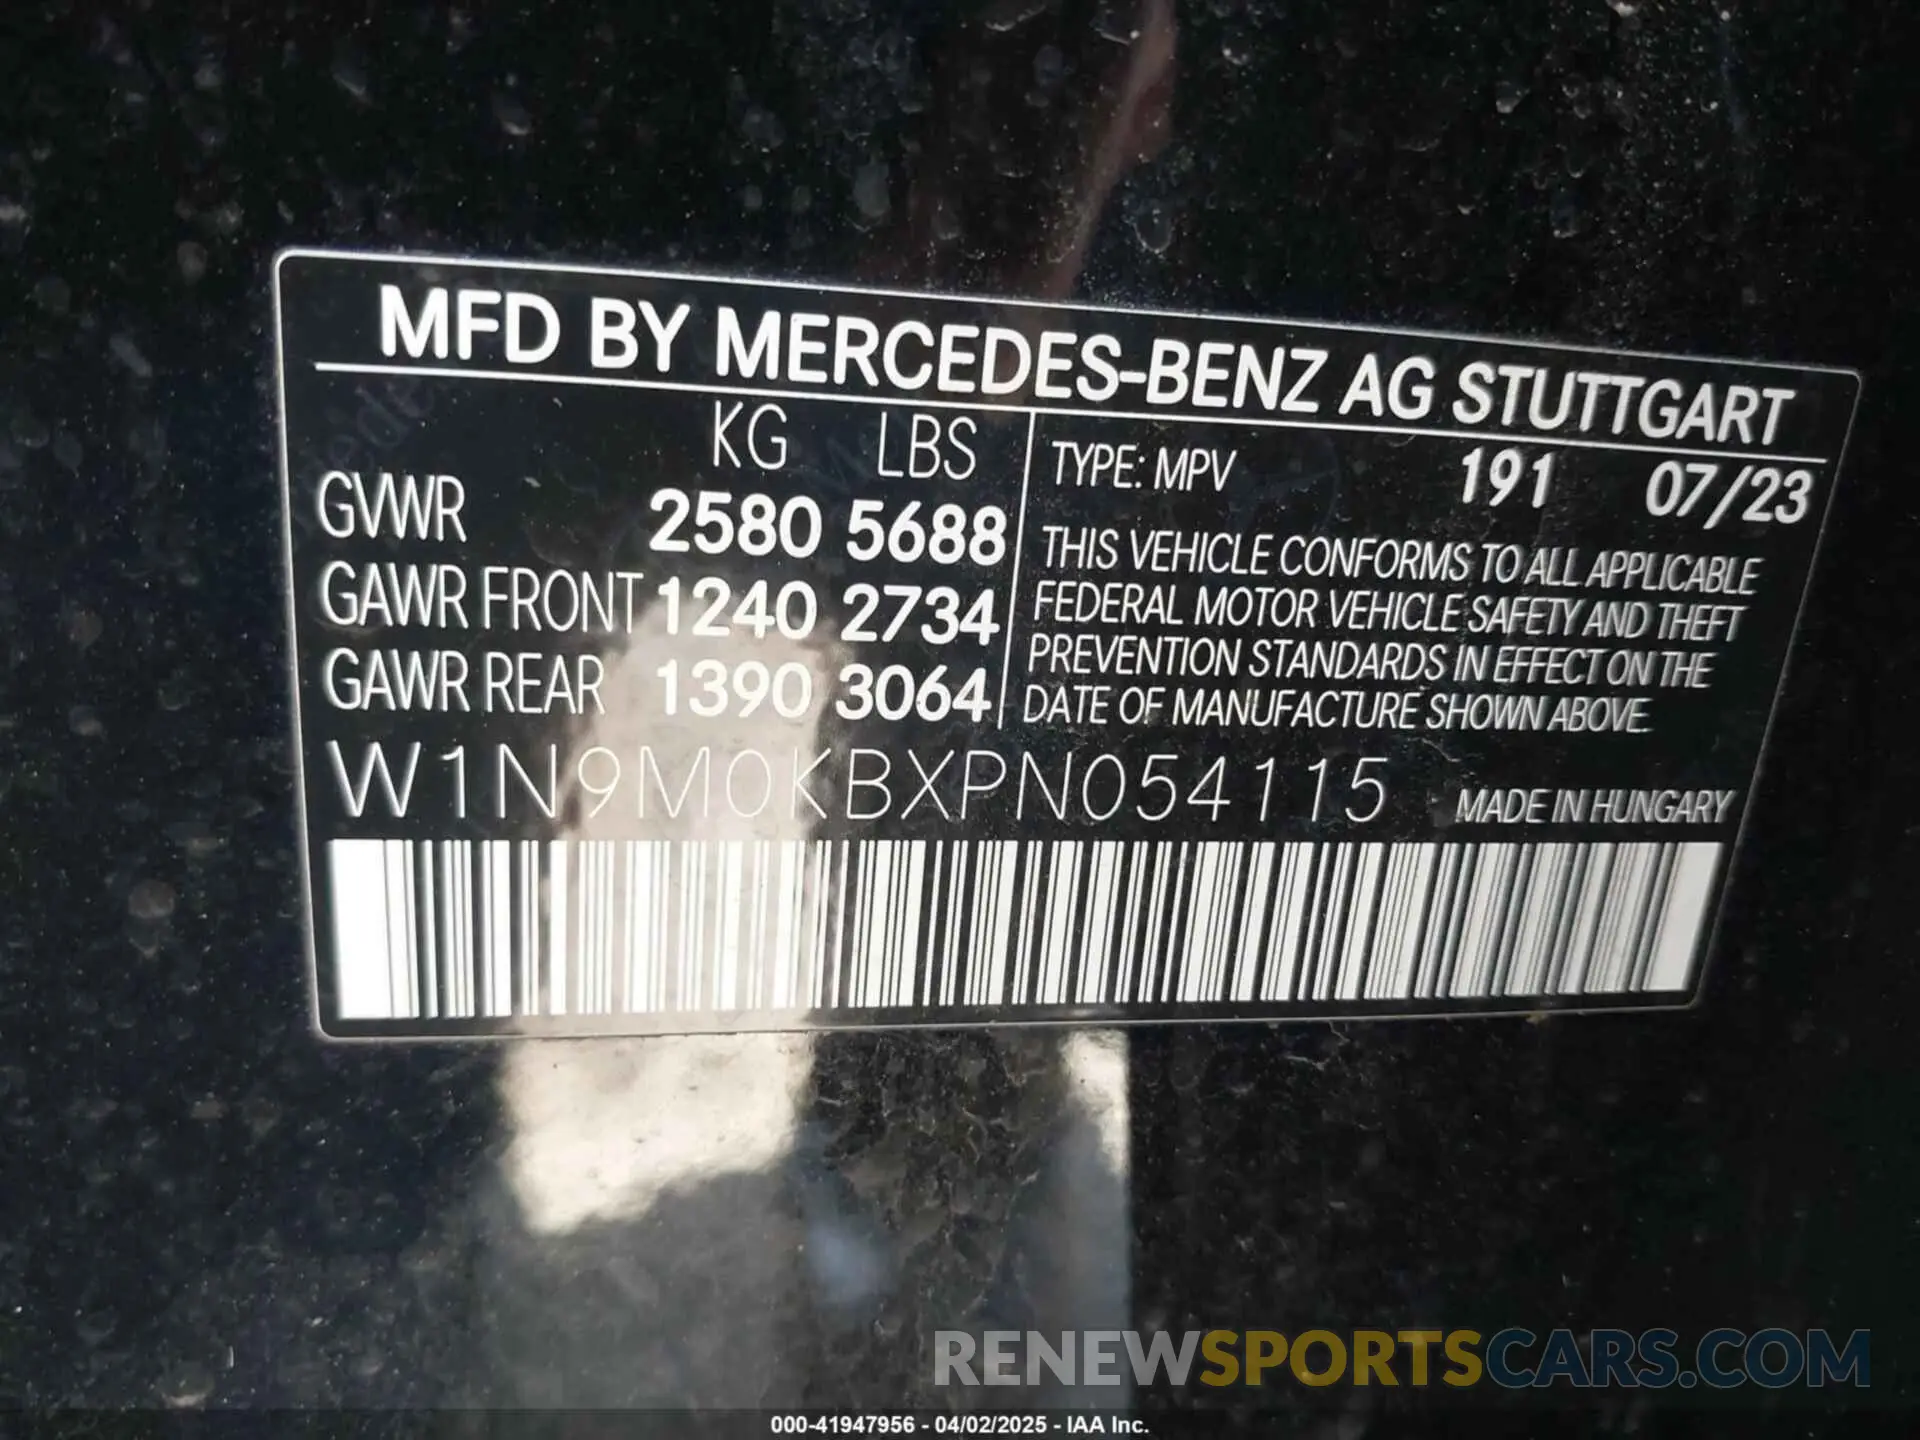 MFD BY MERCEDES-BENZ AG STUTTGART
KG LBS
GVWR 2580 5688
GAWR FRONT 1240 2734
GAWR REAR 1390 3064
TYPE: MPV 191 07/23
THIS VEHICLE CONFORMS TO ALL APPLICABLE
FEDERAL MOTOR VEHICLE SAFETY AND THEFT
PREVENTION STANDARDS IN EFFECT ON THE
DATE OF MANUFACTURE SHOWN ABOVE.
W1N9M0KBXPN054115 MADE IN HUNGARY
RENEWSPORTSCARS.COM
000-41947956 - 04/02/2025 - IAA Inc.